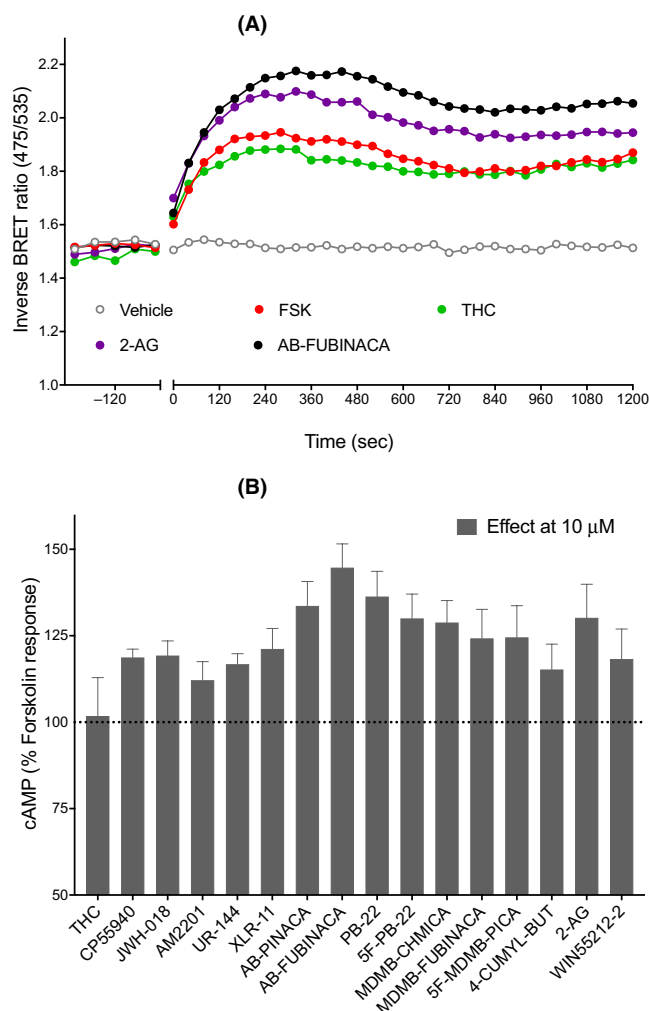 (A)
Inverse BRET ratio (475/535)
2.2
2.0
1.8
1.6
1.4
1.2
1.0
Vehicle FSK THC
2-AG AB-FUBINACA
–120 0 120 240 360 480 600 720 840 960 1080 1200
Time (sec)
(B)
cAMP (% Forskolin response)
Effect at 10 μM
150
125
100
75
50
THC
CP55940
JWH-018
AM2201
UR-144
XLR-11
AB-PINACA
AB-FUBINACA
PB-22
5F-PB-22
MDMB-CHMICA
MDMB-FUBINACA
5F-MDMB-PICA
4-CUMYL-BUT
2-AG
WIN55212-2